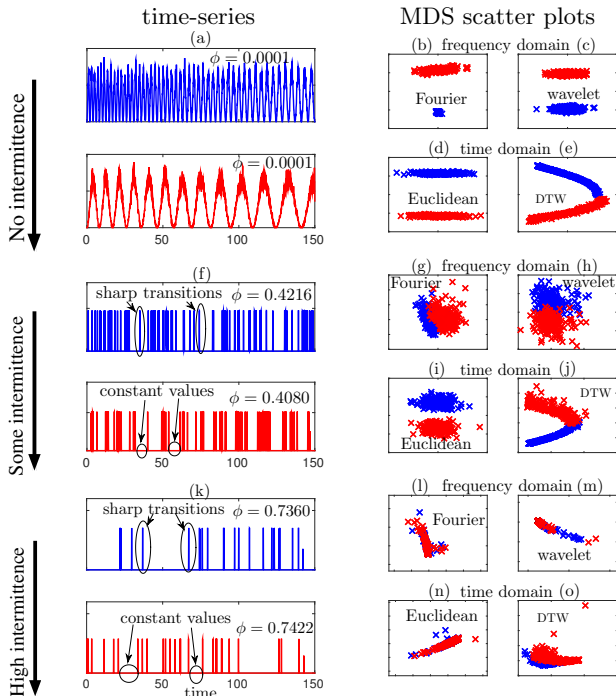 time-series
MDS scatter plots
(a)
ϕ = 0.0001
ϕ = 0.0001
0 50 100 150
No intermittence
(b) frequency domain (c)
Fourier
wavelet
(d) time domain (e)
Euclidean
DTW
(f)
sharp transitions ϕ = 0.4216
constant values ϕ = 0.4080
0 50 100 150
Some intermittence
(g) frequency domain (h)
Fourier
wavelet
(i) time domain (j)
Euclidean
DTW
(k)
sharp transitions ϕ = 0.7360
constant values
ϕ = 0.7422
0 50 100 150
time
High intermittence
(l) frequency domain (m)
Fourier
wavelet
(n) time domain (o)
Euclidean
DTW